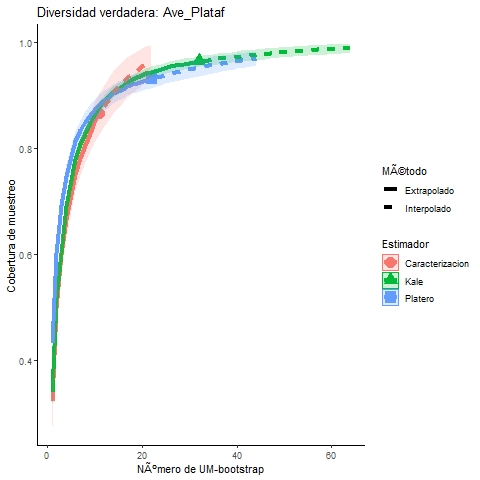 Diversidad verdadera: Ave_Plataf
1.0
0.8
0.6
0.4
Cobertura de muestreo
0
20
40
60
NÃºmero de UM-bootstrap
MÃ©todo
Extrapolado
Interpolado
Estimador
Caracterizacion
Kale
Platero